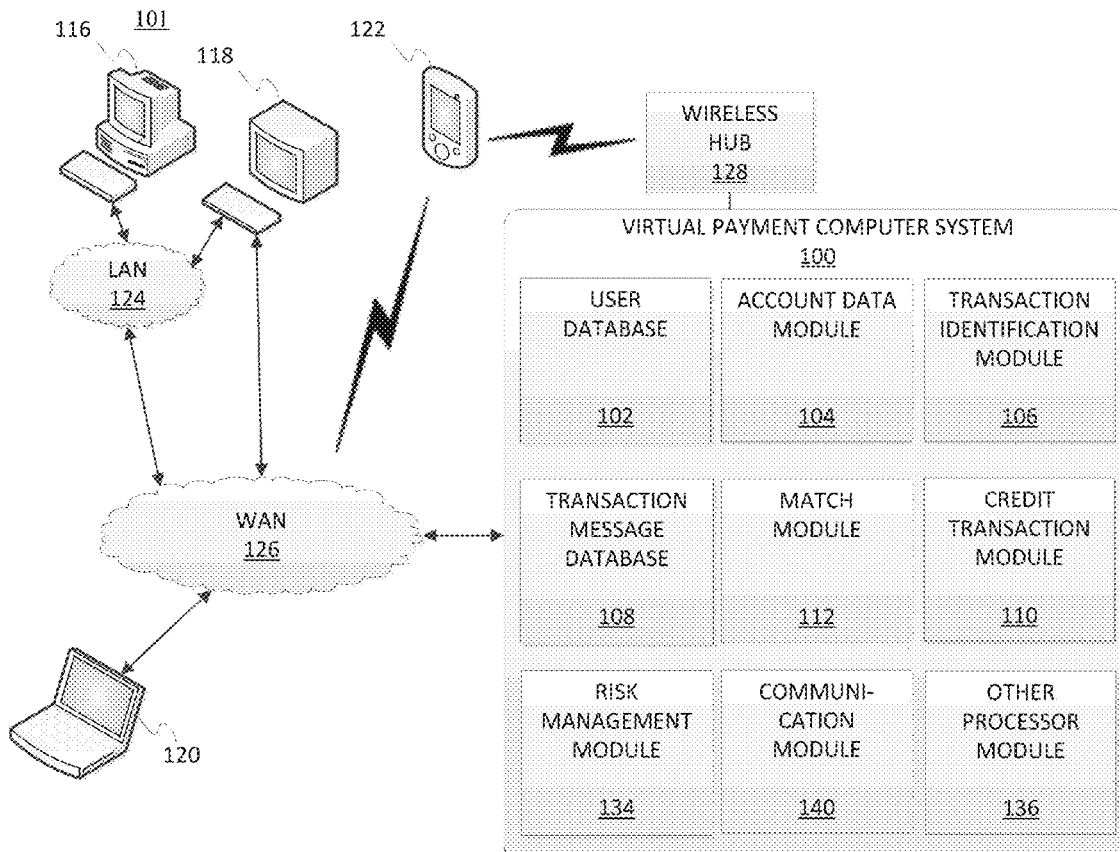 101
116
118
122
WIRELESS
HUB
128
LAN
124
VIRTUAL PAYMENT COMPUTER SYSTEM
100
USER
DATABASE
102
ACCOUNT DATA
MODULE
104
TRANSACTION
IDENTIFICATION
MODULE
106
WAN
126
TRANSACTION
MESSAGE
DATABASE
108
MATCH
MODULE
112
CREDIT
TRANSACTION
MODULE
110
120
RISK
MANAGEMENT
MODULE
134
COMMUNI-
CATION
MODULE
140
OTHER
PROCESSOR
MODULE
136